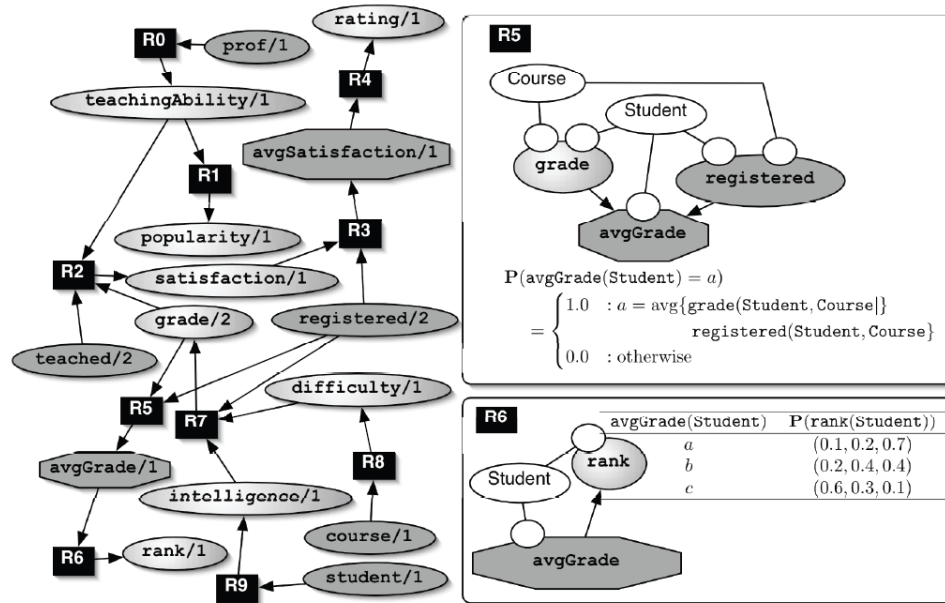 rating/1
R0
prof/1
R4
teachingAbility/1
avgSatisfaction/1
R1
popularity/1
R3
R2
satisfaction/1
grade/2
registered/2
teached/2
difficulty/1
R5
R7
avgGrade/1
R8
intelligence/1
R6
rank/1
course/1
R9
student/1
R5
Course
Student
grade
registered
avgGrade
P(avgGrade(Student) = a)
= { 1.0 : a = avg{grade(Student, Course|}
registered(Student, Course}
0.0 : otherwise
R6
avgGrade(Student) P(rank(Student))
a (0.1, 0.2, 0.7)
b (0.2, 0.4, 0.4)
c (0.6, 0.3, 0.1)
rank
Student
avgGrade